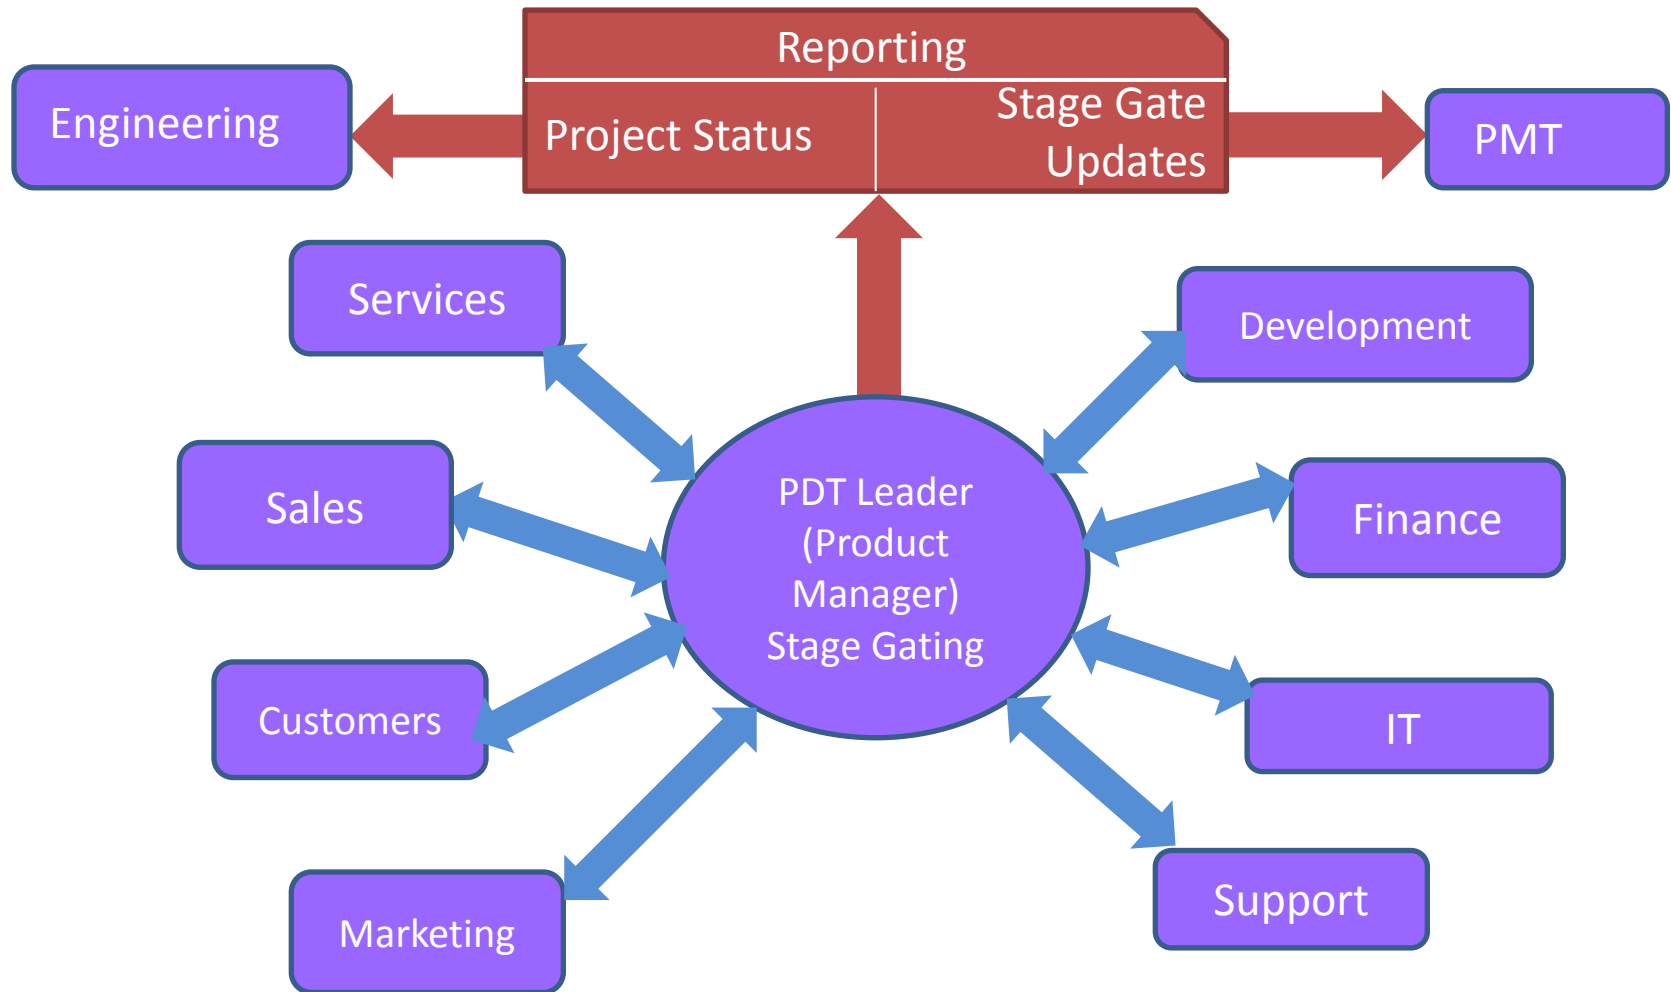 Reporting
Engineering
Project Status
Stage Gate
Updates
PMT
Services
Development
Sales
PDT Leader
(Product
Manager)
Stage Gating
Finance
Customers
IT
Marketing
Support